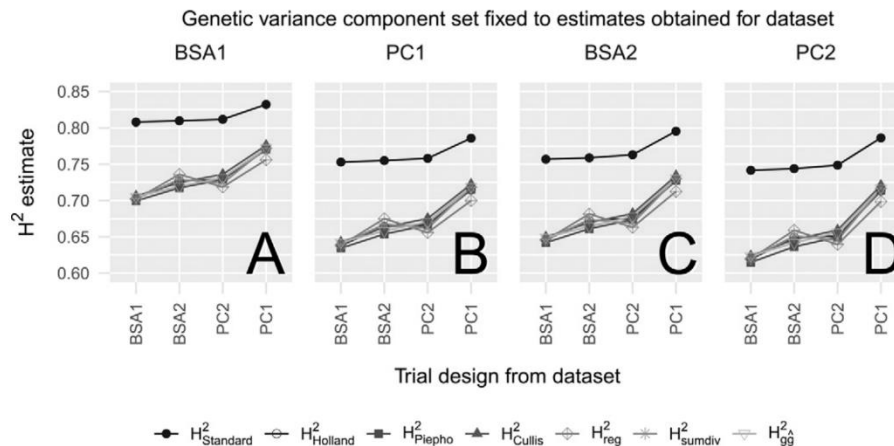 Genetic variance component set fixed to estimates obtained for dataset
BSA1 PC1 BSA2 PC2
0.85
0.80
0.75
0.70
0.65
0.60
H² estimate
A B C D
BSA1 BSA2 PC2 PC1 BSA1 BSA2 PC2 PC1 BSA1 BSA2 PC2 PC1 BSA1 BSA2 PC2 PC1
Trial design from dataset
H²Standard H²Holland H²Piepho H²Cullis H²reg H²sumdiv H²gĝ